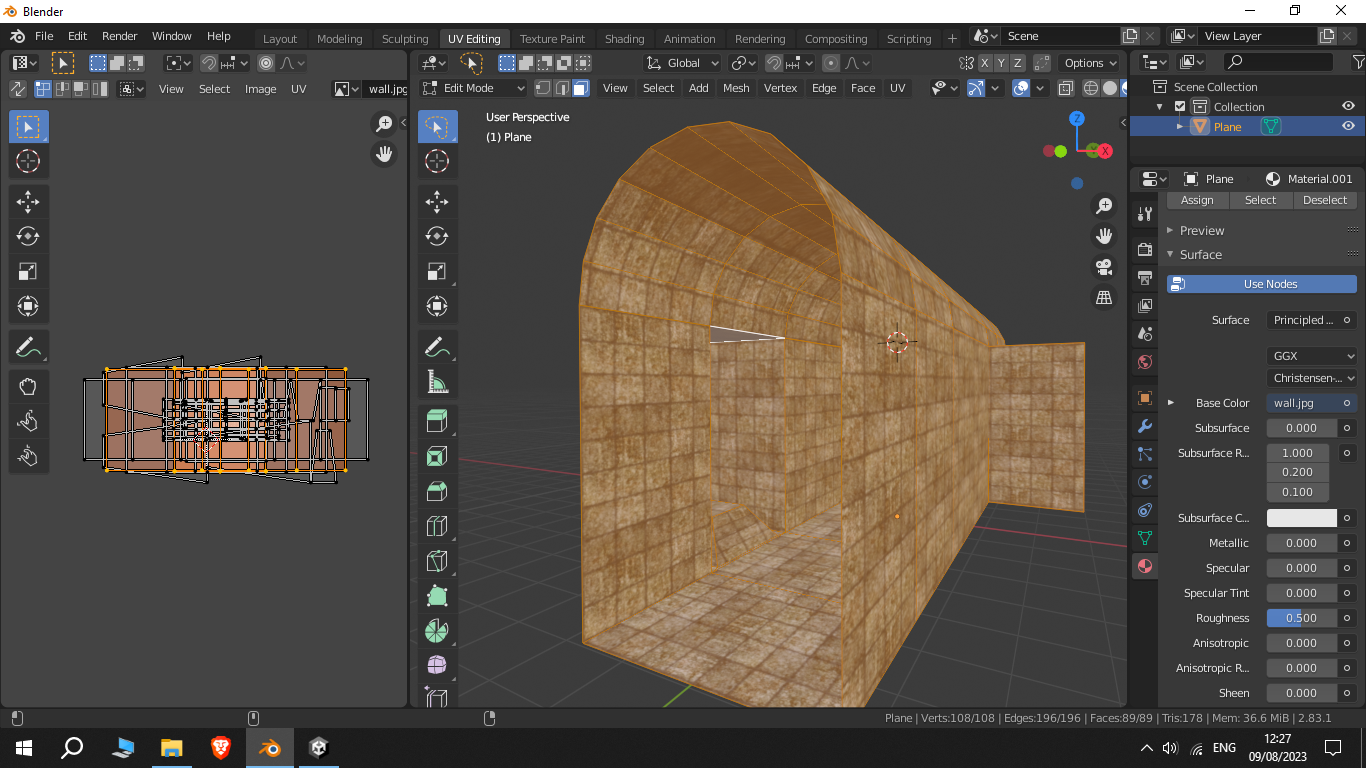 Blender
File Edit Render Window Help Layout Modeling Sculpting UV Editing Texture Paint Shading Animation Rendering Compositing Scripting + Scene View Layer
Global X Y Z Options
View Select Image UV wall.jpg Edit Mode View Select Add Mesh Vertex Edge Face UV
Scene Collection
Collection
Plane
User Perspective
(1) Plane
Z
X
Plane Material.001
Assign Select Deselect
Preview
Surface
Use Nodes
Surface Principled ...
GGX
Christensen-...
Base Color wall.jpg
Subsurface 0.000
Subsurface R... 1.000
0.200
0.100
Subsurface C...
Metallic 0.000
Specular 0.000
Specular Tint 0.000
Roughness 0.500
Anisotropic 0.000
Anisotropic R... 0.000
Sheen 0.000
Plane | Verts:108/108 | Edges:196/196 | Faces:89/89 | Tris:178 | Mem: 36.6 MiB | 2.83.1
ENG
12:27
09/08/2023